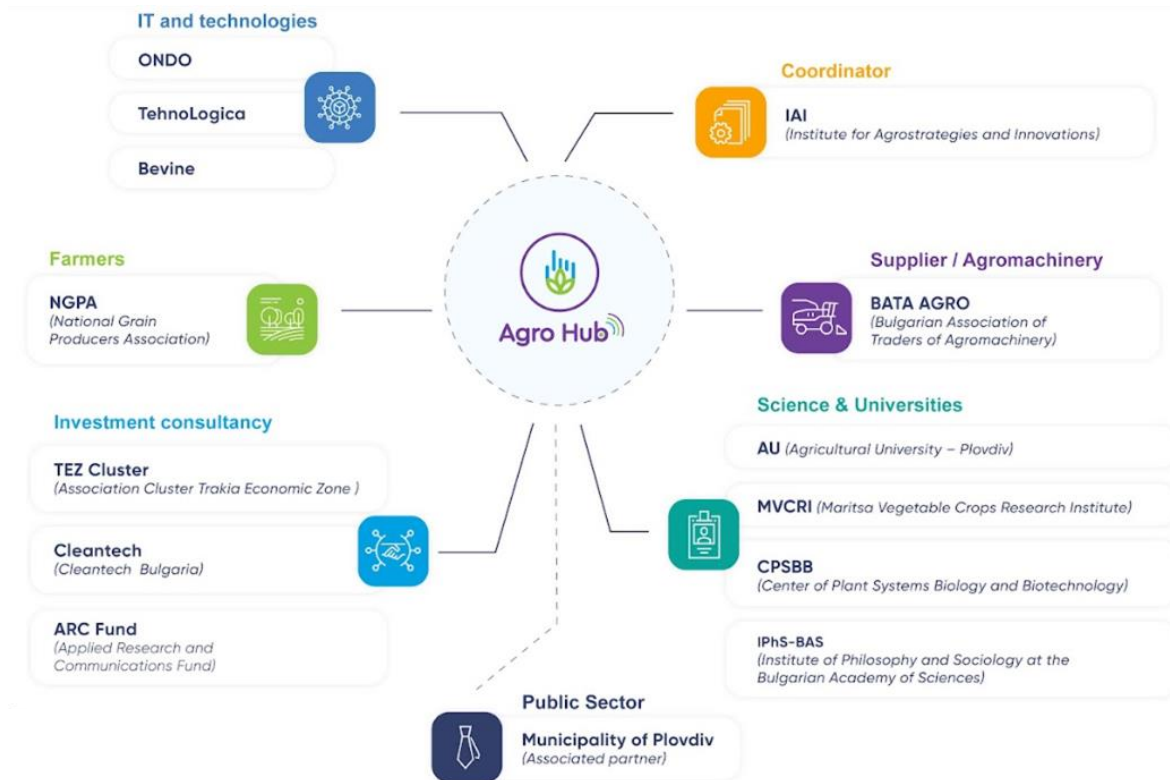 IT and technologies
ONDO
TehnoLogica
Bevine
Coordinator
IAI
(Institute for Agrostrategies and Innovations)
Farmers
NGPA
(National Grain
Producers Association)
Agro Hub
Supplier / Agromachinery
BATA AGRO
(Bulgarian Association of
Traders of Agromachinery)
Investment consultancy
TEZ Cluster
(Association Cluster Trakia Economic Zone )
Cleantech
(Cleantech Bulgaria)
ARC Fund
(Applied Research and
Communications Fund)
Science & Universities
AU (Agricultural University – Plovdiv)
MVCRI (Maritsa Vegetable Crops Research Institute)
CPSBB
(Center of Plant Systems Biology and Biotechnology)
IPhS-BAS
(Institute of Philosophy and Sociology at the
Bulgarian Academy of Sciences)
Public Sector
Municipality of Plovdiv
(Associated partner)